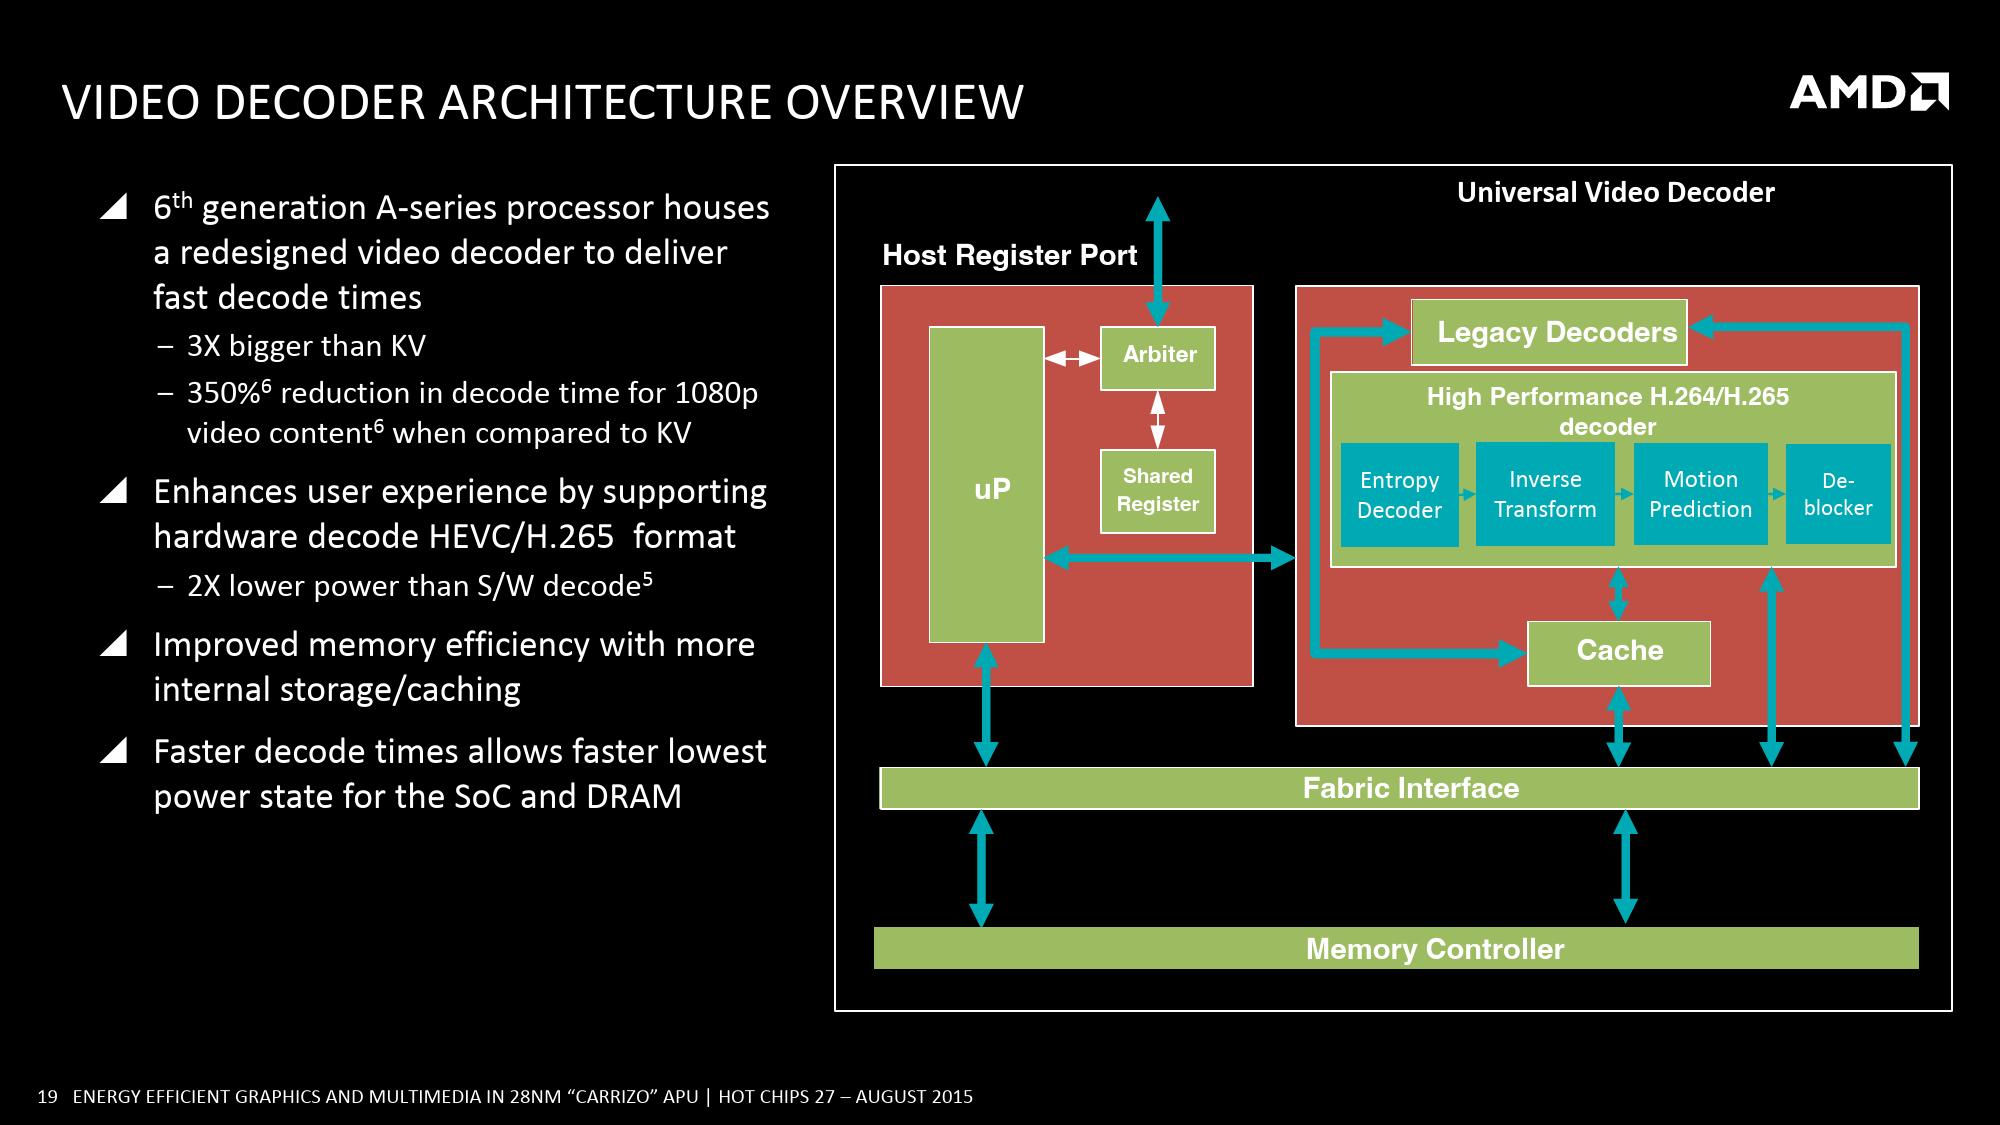 VIDEO DECODER ARCHITECTURE OVERVIEW
AMD
6th generation A-series processor houses
a redesigned video decoder to deliver
fast decode times
– 3X bigger than KV
– 350%6 reduction in decode time for 1080p
video content6 when compared to KV
Enhances user experience by supporting
hardware decode HEVC/H.265  format
– 2X lower power than S/W decode5
Improved memory efficiency with more
internal storage/caching
Faster decode times allows faster lowest
power state for the SoC and DRAM
Universal Video Decoder
Host Register Port
uP
Arbiter
Shared
Register
Legacy Decoders
High Performance H.264/H.265
decoder
Entropy
Decoder
Inverse
Transform
Motion
Prediction
De-
blocker
Cache
Fabric Interface
Memory Controller
19 ENERGY EFFICIENT GRAPHICS AND MULTIMEDIA IN 28NM “CARRIZO” APU | HOT CHIPS 27 – AUGUST 2015